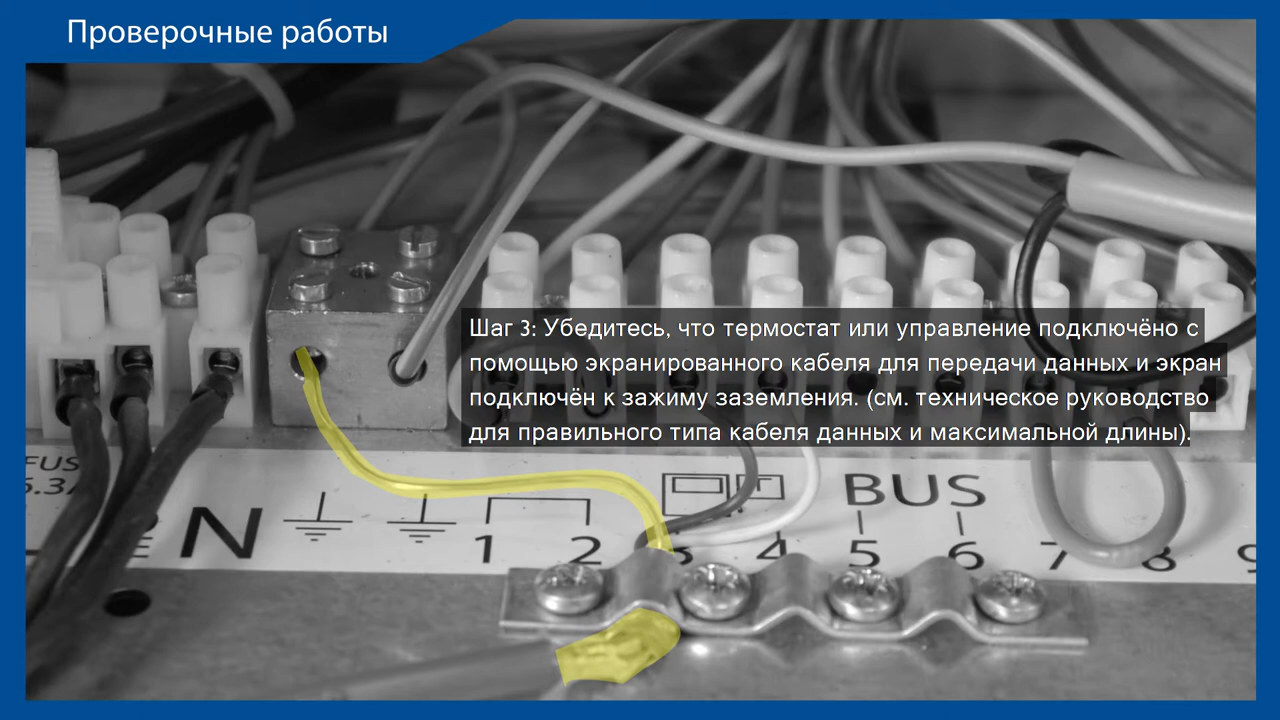 Проверочные работы
Шаг 3: Убедитесь, что термостат или управление подключёно с
помощью экранированного кабеля для передачи данных и экран
подключён к зажиму заземления. (см. техническое руководство
для правильного типа кабеля данных и максимальной длины).
FUS
N
BUS
1 2 3 4 5 6 7 8 9